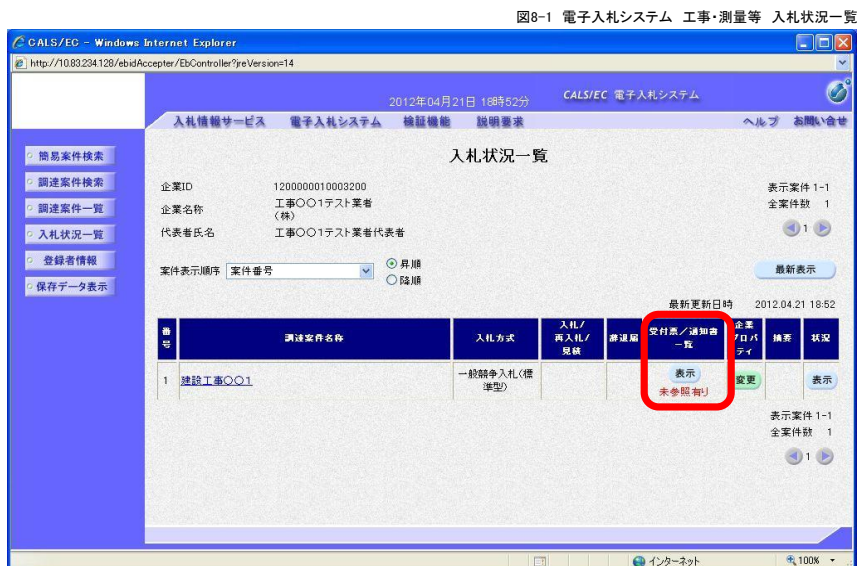 図8-1 電子入札システム 工事・測量等 入札状況一覧
CALS/EC - Windows Internet Explorer
http://10.83.234.128/ebidAccepter/EbController?jreVersion=14
2012年04月21日 18時52分
CALS/EC 電子入札システム
入札情報サービス 電子入札システム 検証機能 説明要求 ヘルプ お問い合せ
簡易案件検索
調達案件検索
調達案件一覧
入札状況一覧
登録者情報
保存データ表示
入札状況一覧
企業ID 1200000010003200
企業名称 工事〇〇1テスト業者
(株)
代表者氏名 工事〇〇1テスト業者代表者
表示案件 1-1
全案件数 1
1
案件表示順序 案件番号
昇順
降順
最新表示
最新更新日時 2012.04.21 18:52
番号 調達案件名称 入札方式 入札/再入札/見積 辞退届 受付票/通知書一覧 企業プロパティ 摘要 状況
1 建設工事〇〇1 一般競争入札(標準型) 表示 未参照有り 変更 表示
表示案件 1-1
全案件数 1
1
インターネット 100%